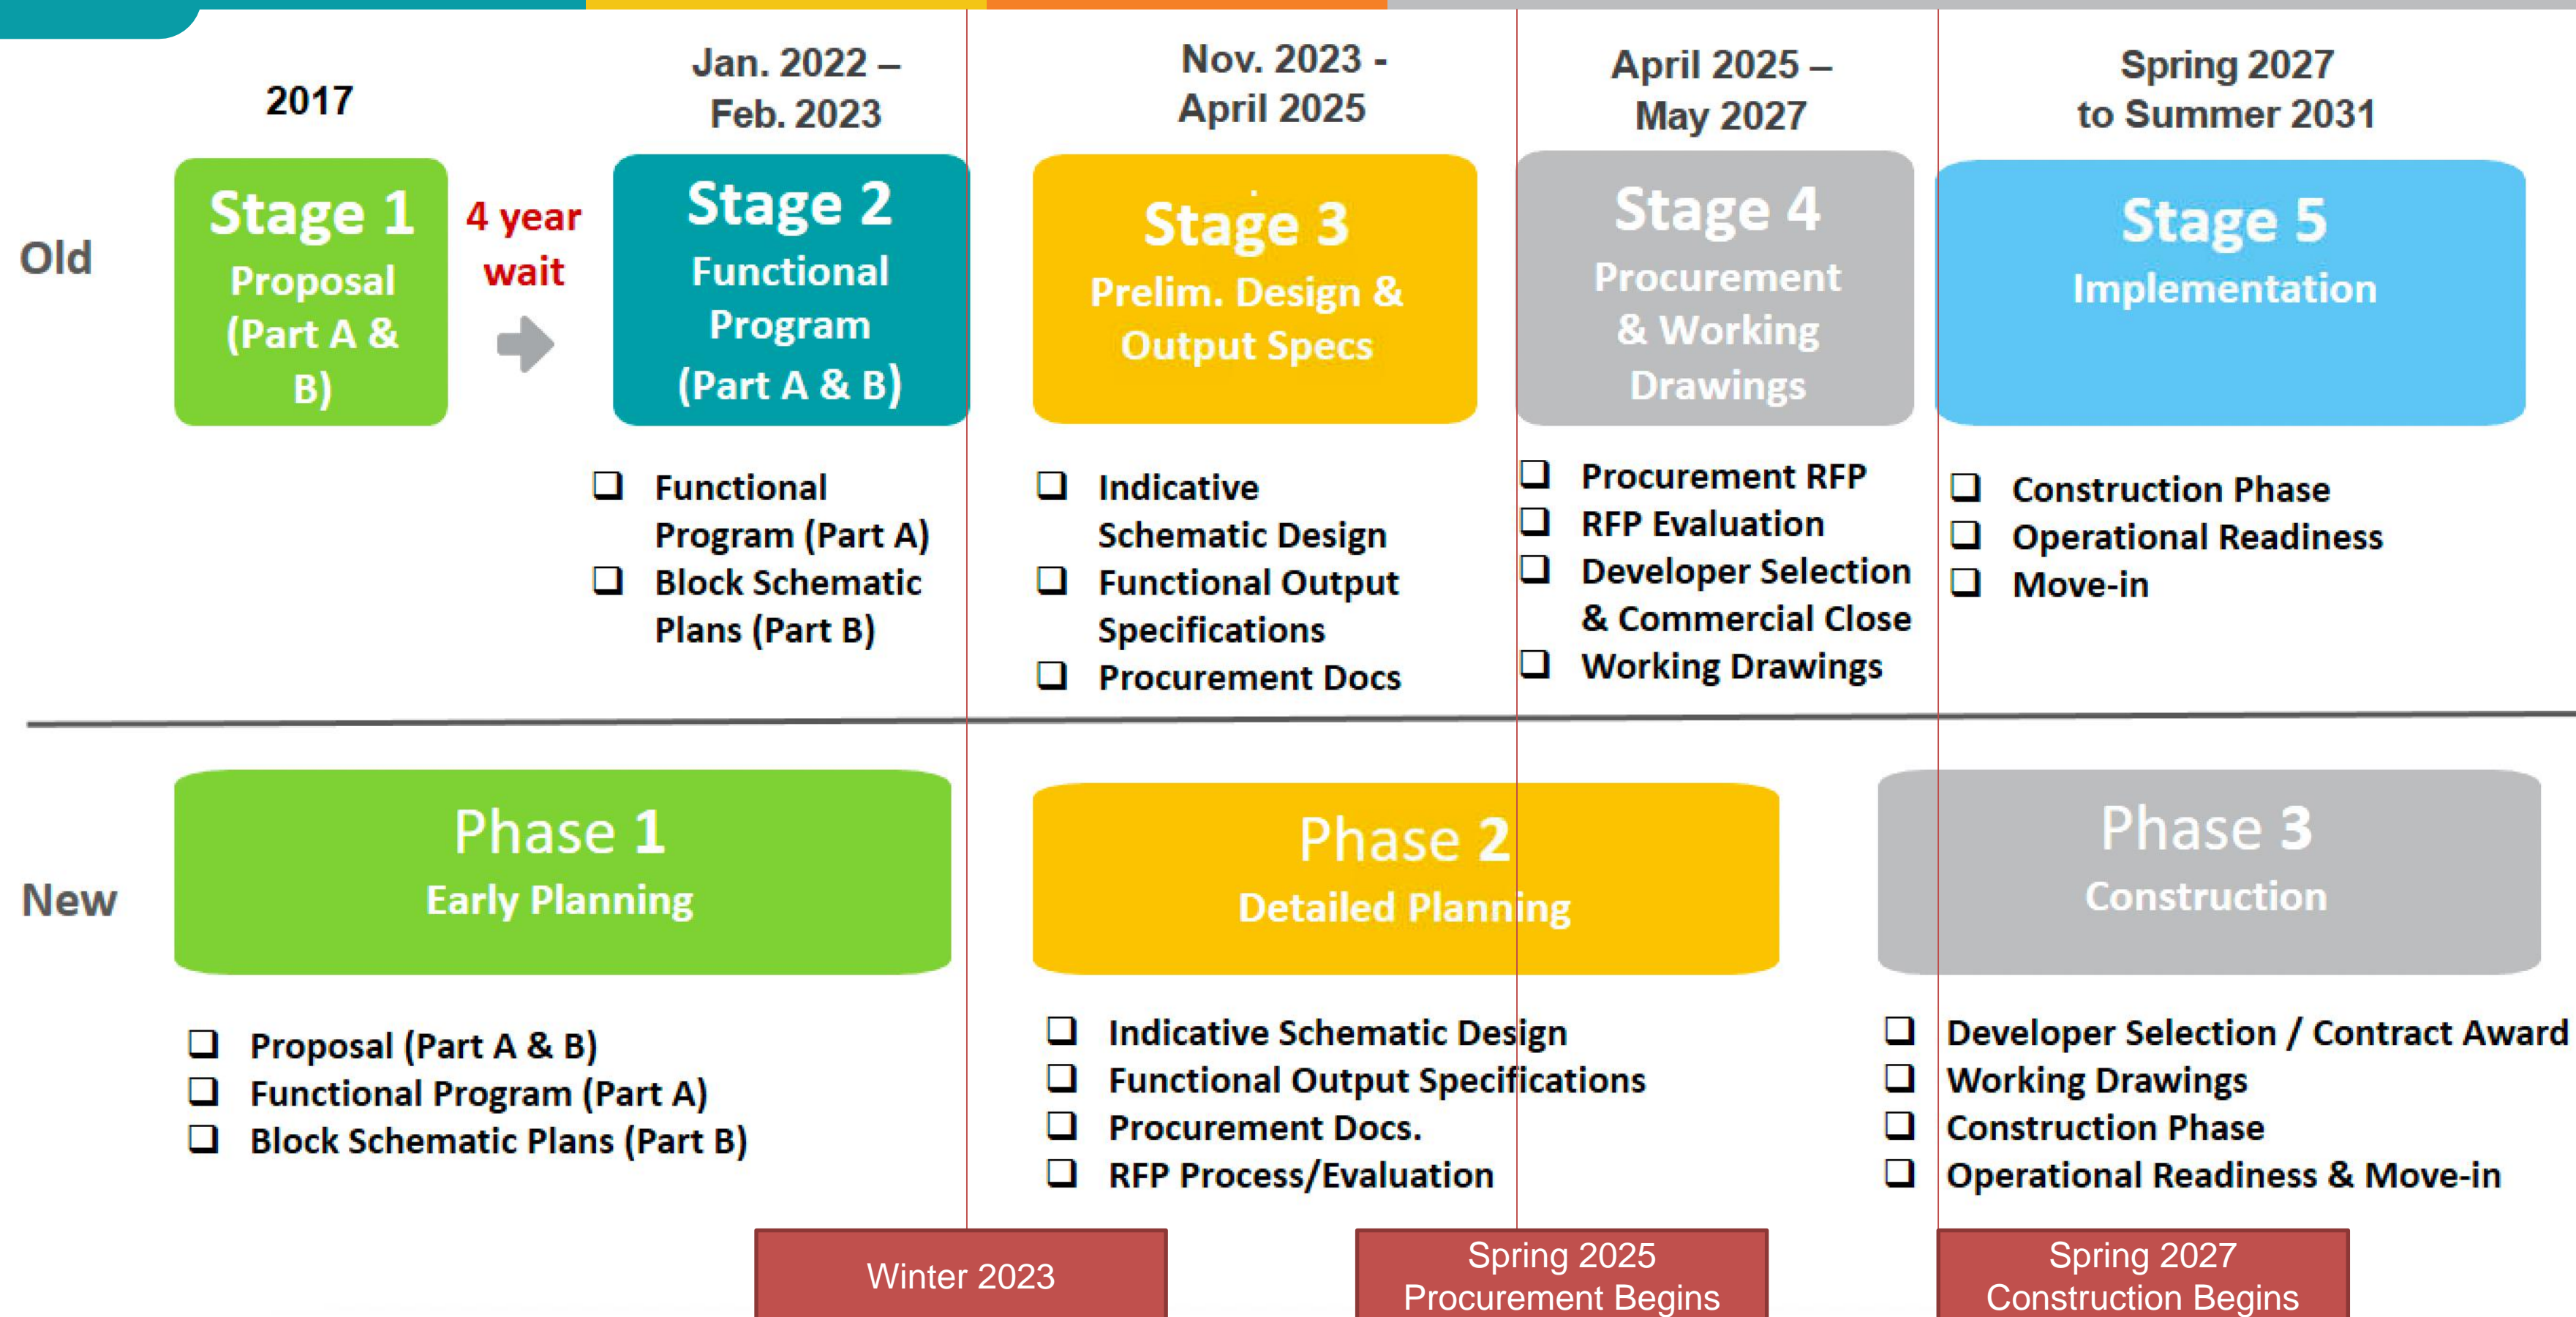 2017
Jan. 2022 –
Feb. 2023
Nov. 2023 -
April 2025
April 2025 –
May 2027
Spring 2027
to Summer 2031
Old
Stage 1
Proposal
(Part A &
B)
4 year
wait
Stage 2
Functional
Program
(Part A & B)
Stage 3
Prelim. Design &
Output Specs
Stage 4
Procurement
& Working
Drawings
Stage 5
Implementation
❑ Functional
Program (Part A)
❑ Block Schematic
Plans (Part B)
❑ Indicative
Schematic Design
❑ Functional Output
Specifications
❑ Procurement Docs
❑ Procurement RFP
❑ RFP Evaluation
❑ Developer Selection
& Commercial Close
❑ Working Drawings
❑ Construction Phase
❑ Operational Readiness
❑ Move-in
New
Phase 1
Early Planning
Phase 2
Detailed Planning
Phase 3
Construction
❑ Proposal (Part A & B)
❑ Functional Program (Part A)
❑ Block Schematic Plans (Part B)
❑ Indicative Schematic Design
❑ Functional Output Specifications
❑ Procurement Docs.
❑ RFP Process/Evaluation
❑ Developer Selection / Contract Award
❑ Working Drawings
❑ Construction Phase
❑ Operational Readiness & Move-in
Winter 2023
Spring 2025
Procurement Begins
Spring 2027
Construction Begins